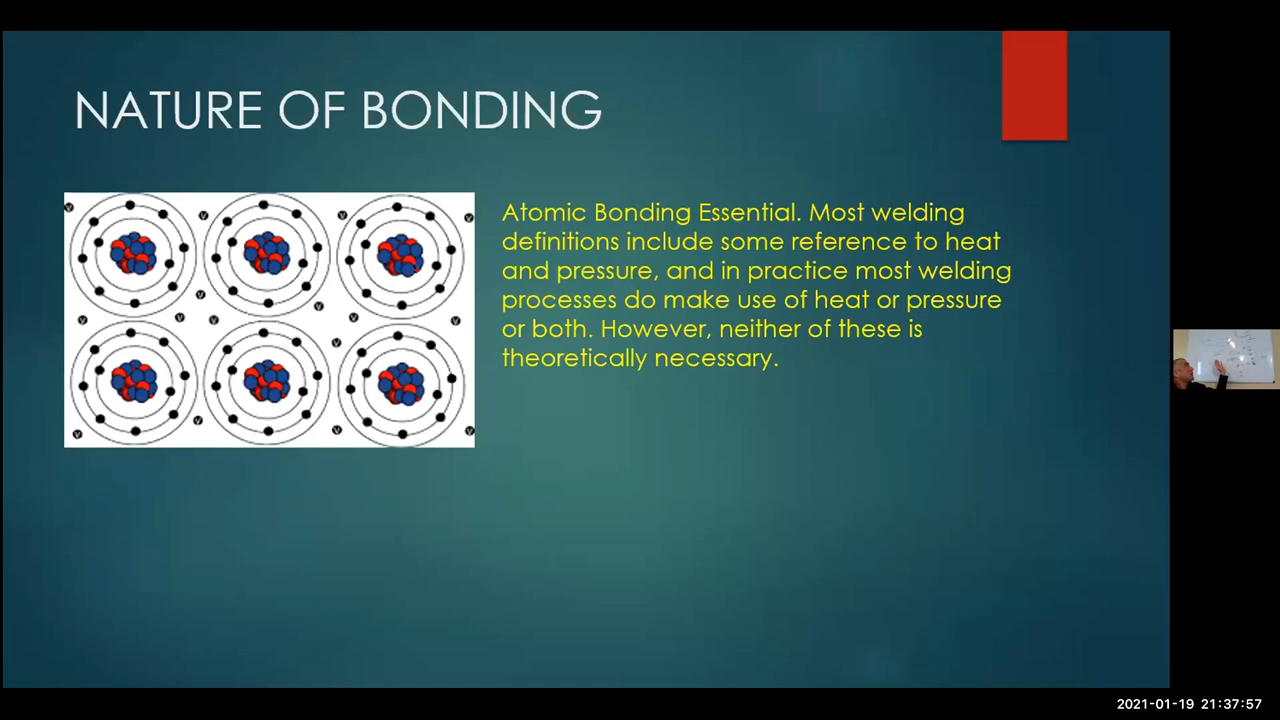 NATURE OF BONDING
Atomic Bonding Essential. Most welding
definitions include some reference to heat
and pressure, and in practice most welding
processes do make use of heat or pressure
or both. However, neither of these is
theoretically necessary.
2021-01-19 21:37:57